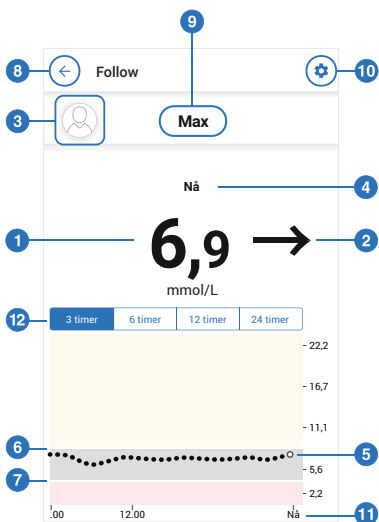 9
8 Follow 10
3 Max
Nå 4
1 6,9 2
mmol/L
12 3 timer 6 timer 12 timer 24 timer
22,2
16,7
11,1
6 5
5,6
7
2,2
.00 12.00 Nå 11